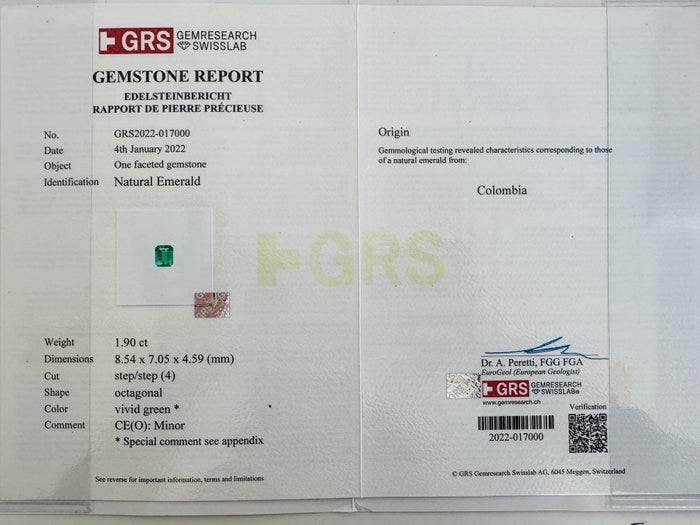 GRS GEMRESEARCH
SWISSLAB
GEMSTONE REPORT
EDELSTEINBERICHT
RAPPORT DE PIERRE PRÉCIEUSE
No. GRS2022-017000
Date 4th January 2022
Object One faceted gemstone
Identification Natural Emerald
Weight 1.90 ct
Dimensions 8.54 x 7.05 x 4.59 (mm)
Cut step/step (4)
Shape octagonal
Color vivid green *
Comment CE(O): Minor
* Special comment see appendix
See reverse for important information, terms and limitations
GRS
Origin
Gemmological testing revealed characteristics corresponding to those
of a natural emerald from:
Colombia
Dr. A. Peretti, FGG FGA
EuroGeol (European Geologist)
GRS GEMRESEARCH
SWISSLAB®
www.gemresearch.ch
Verification
2022-017000
© GRS Gemresearch Swisslab AG, 6045 Meggen, Switzerland